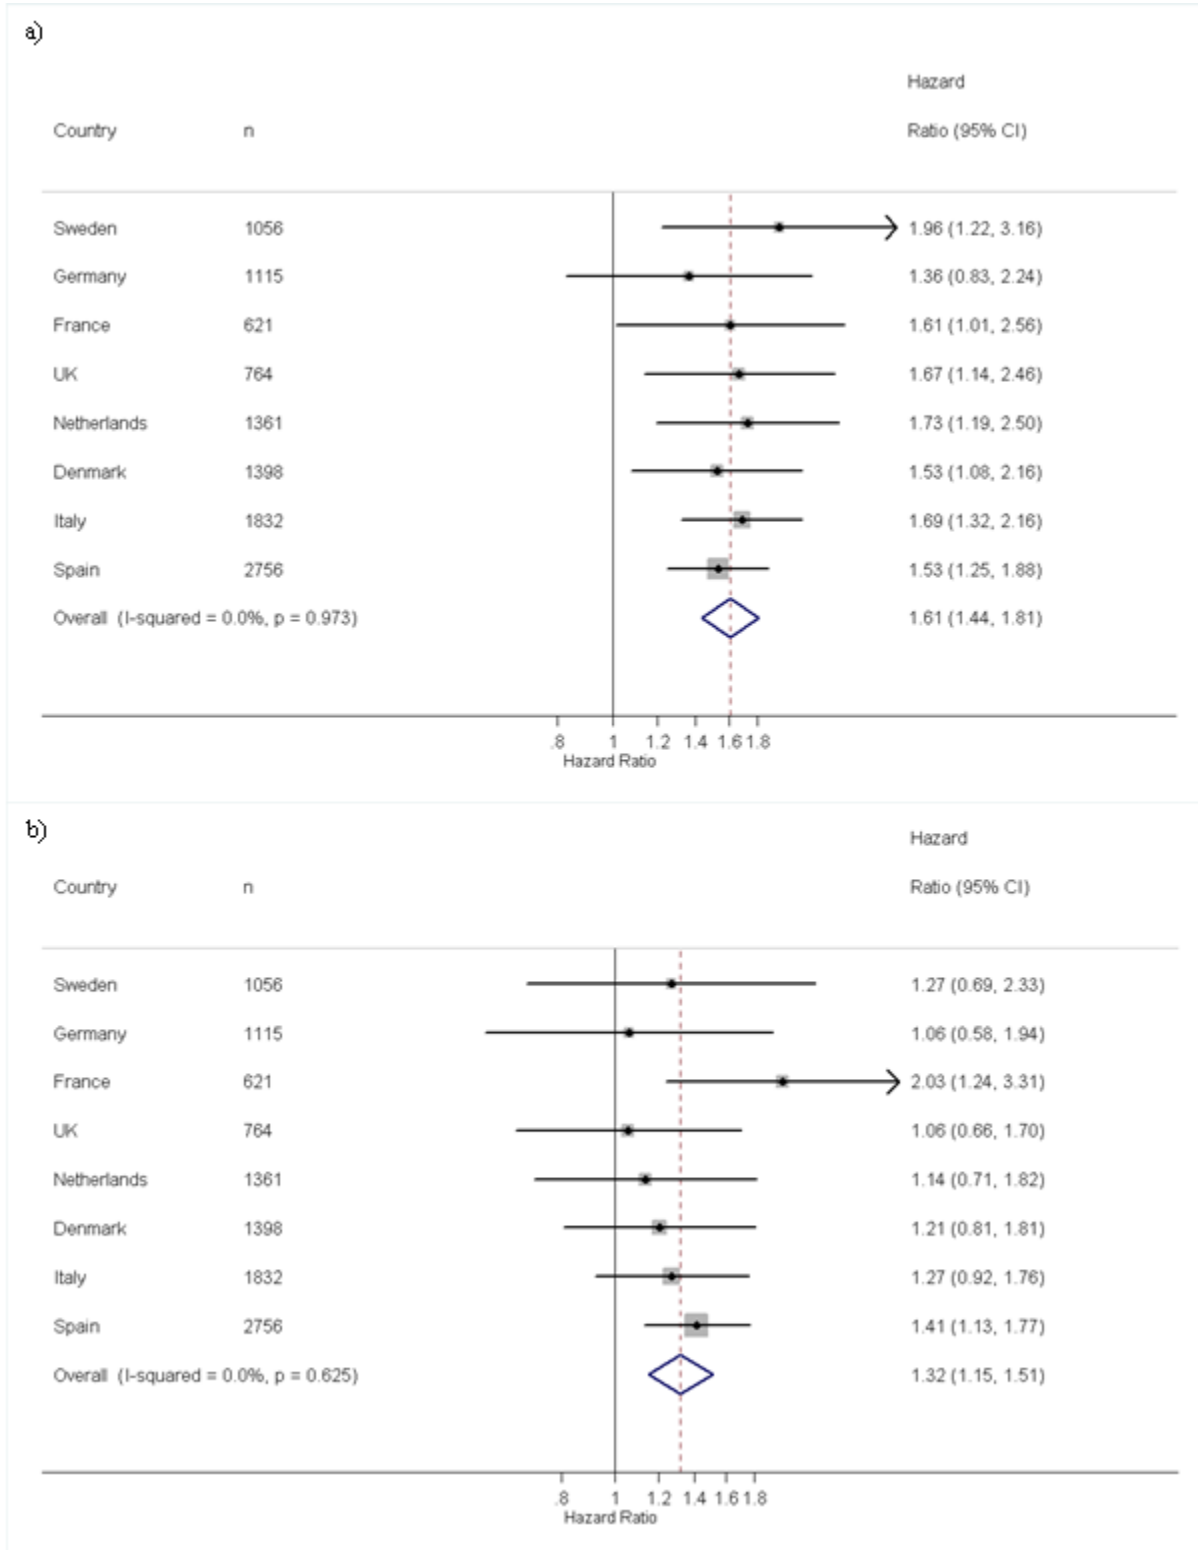 a)
Hazard
Country n Ratio (95% CI)
Sweden 1056 1.96 (1.22, 3.16)
Germany 1115 1.36 (0.83, 2.24)
France 621 1.61 (1.01, 2.56)
UK 764 1.67 (1.14, 2.46)
Netherlands 1361 1.73 (1.19, 2.50)
Denmark 1398 1.53 (1.08, 2.16)
Italy 1832 1.69 (1.32, 2.16)
Spain 2756 1.53 (1.25, 1.88)
Overall (I-squared = 0.0%, p = 0.973) 1.61 (1.44, 1.81)
.8 1 1.2 1.4 1.6 1.8
Hazard Ratio
b)
Hazard
Country n Ratio (95% CI)
Sweden 1056 1.27 (0.69, 2.33)
Germany 1115 1.06 (0.58, 1.94)
France 621 2.03 (1.24, 3.31)
UK 764 1.06 (0.66, 1.70)
Netherlands 1361 1.14 (0.71, 1.82)
Denmark 1398 1.21 (0.81, 1.81)
Italy 1832 1.27 (0.92, 1.76)
Spain 2756 1.41 (1.13, 1.77)
Overall (I-squared = 0.0%, p = 0.625) 1.32 (1.15, 1.51)
.8 1 1.2 1.4 1.6 1.8
Hazard Ratio